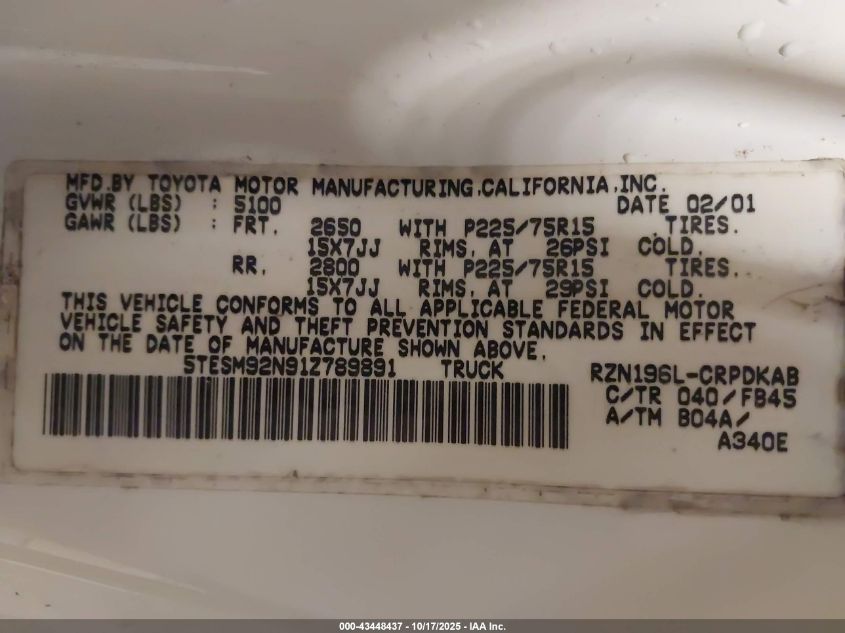 MFD.BY TOYOTA MOTOR MANUFACTURING,CALIFORNIA,INC.
GVWR (LBS) : 5100 DATE 02/01
GAWR (LBS) : FRT. 2650 WITH P225/75R15 TIRES.
15X7JJ RIMS, AT 26PSI COLD.
RR. 2800 WITH P225/75R15 TIRES.
15X7JJ RIMS, AT 29PSI COLD.
THIS VEHICLE CONFORMS TO ALL APPLICABLE FEDERAL MOTOR
VEHICLE SAFETY AND THEFT PREVENTION STANDARDS IN EFFECT
ON THE DATE OF MANUFACTURE SHOWN ABOVE.
5TESM92N91Z789891 TRUCK RZN196L-CRPDKAB
C/TR 040/FB45
A/TM B04A/
A340E
000-43448437 - 10/17/2025 - IAA Inc.